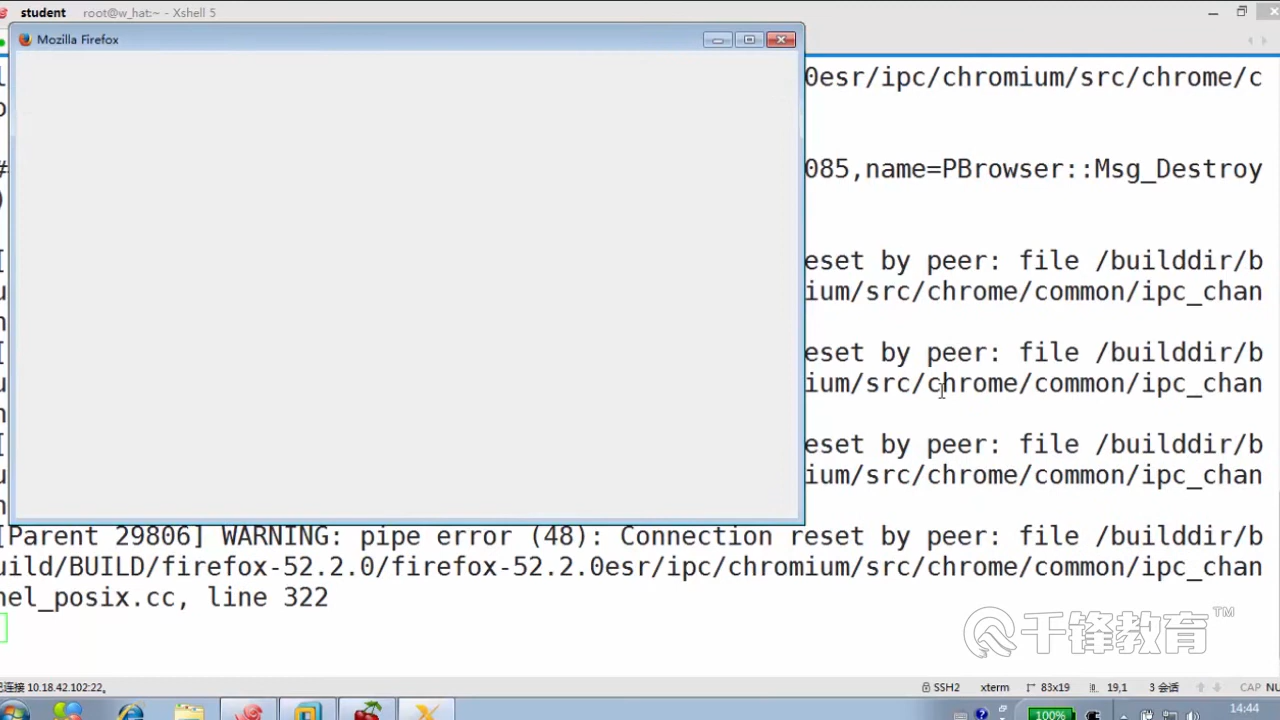 student root@w_hat:~ - Xshell 5
Mozilla Firefox
0esr/ipc/chromium/src/chrome/c
085,name=PBrowser::Msg_Destroy
eset by peer: file /builddir/b
ium/src/chrome/common/ipc_chan
eset by peer: file /builddir/b
ium/src/chrome/common/ipc_chan
eset by peer: file /builddir/b
ium/src/chrome/common/ipc_chan
[Parent 29806] WARNING: pipe error (48): Connection reset by peer: file /builddir/b
uild/BUILD/firefox-52.2.0/firefox-52.2.0esr/ipc/chromium/src/chrome/common/ipc_chan
nel_posix.cc, line 322
千锋教育™
已连接 10.18.42.102:22。 SSH2 xterm 83x19 19,1 3 会话 CAP NU
100% 14:44